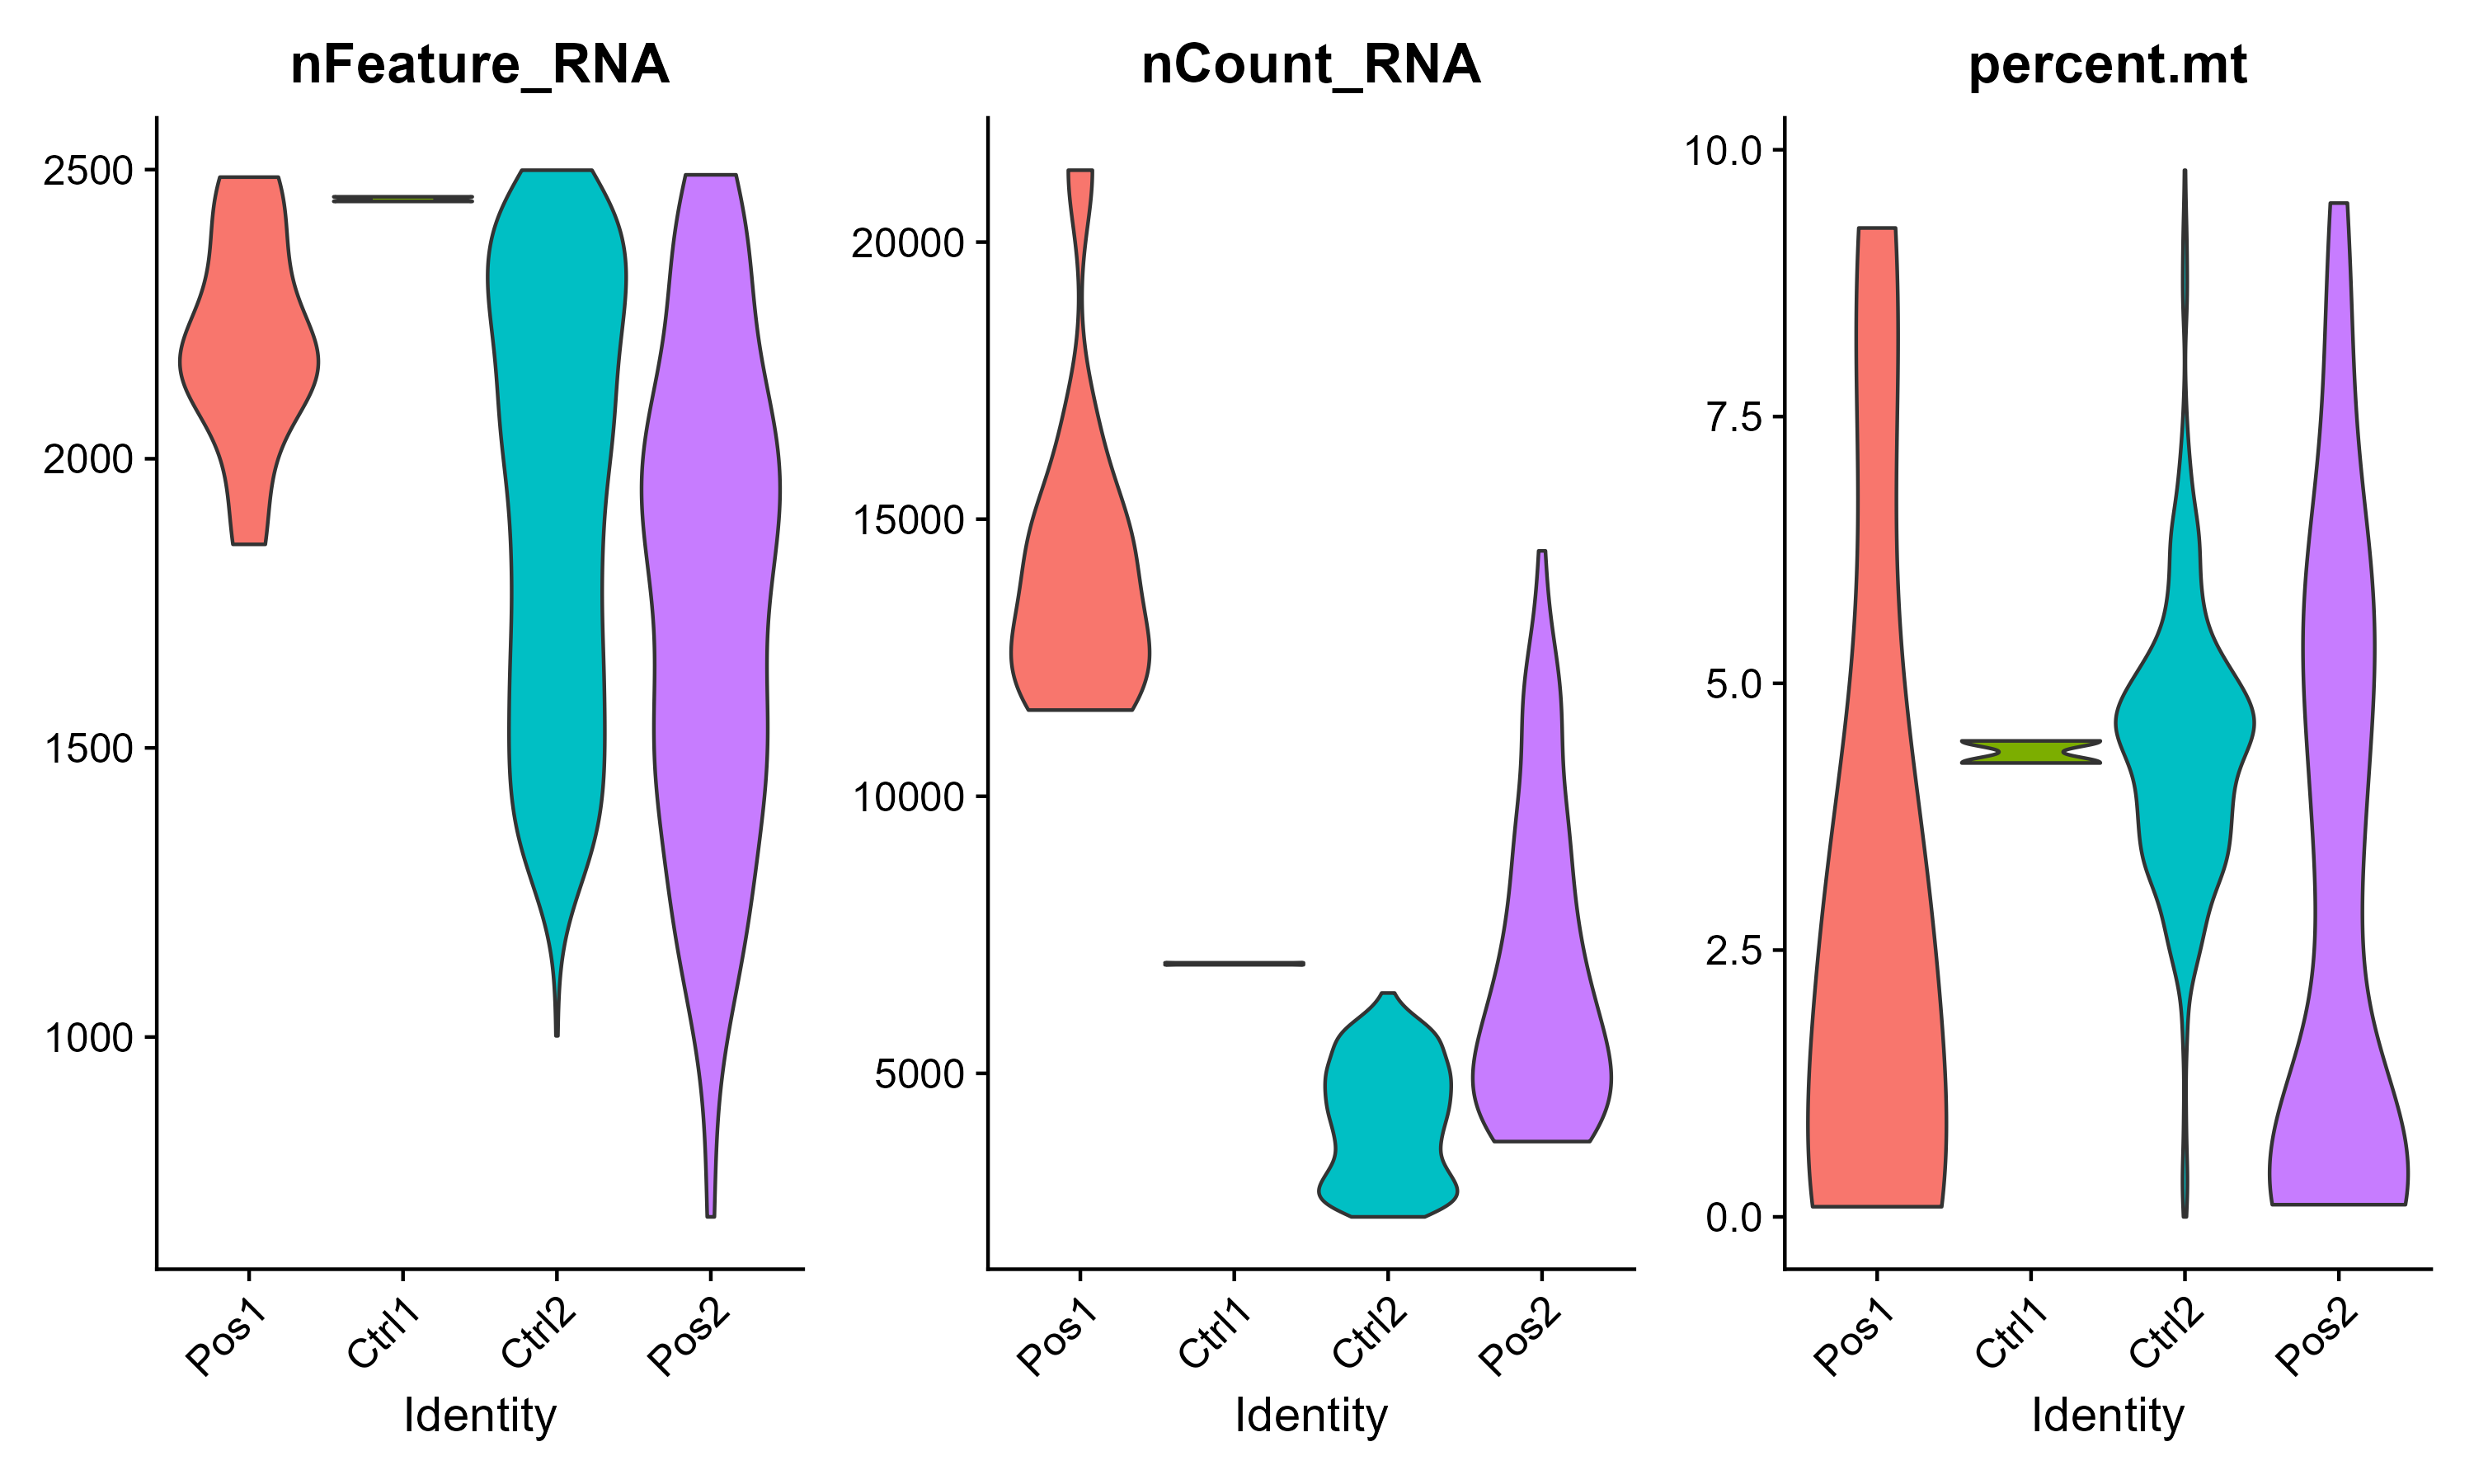 nFeature_RNA
2500
2000
1500
1000
Pos1
Ctrl1
Ctrl2
Pos2
Identity
nCount_RNA
20000
15000
10000
5000
Pos1
Ctrl1
Ctrl2
Pos2
Identity
percent.mt
10.0
7.5
5.0
2.5
0.0
Pos1
Ctrl1
Ctrl2
Pos2
Identity